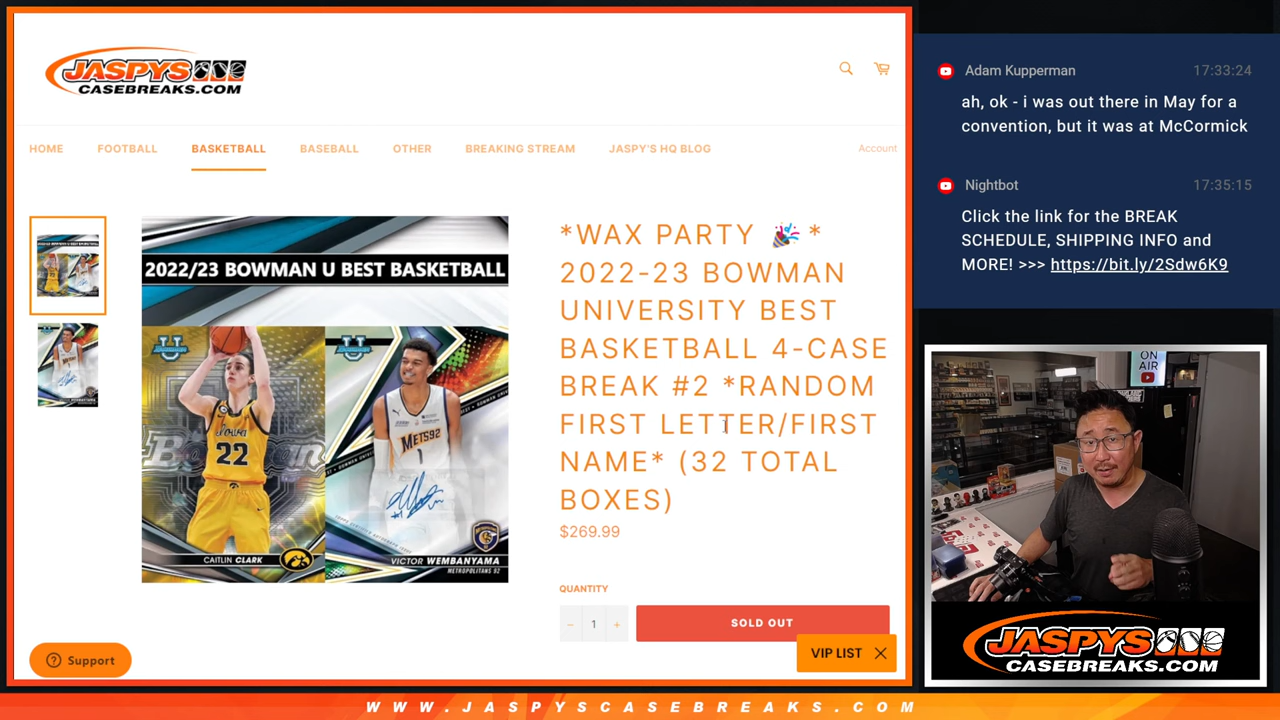 JASPYS
CASEBREAKS.COM
HOME FOOTBALL BASKETBALL BASEBALL OTHER BREAKING STREAM JASPY'S HQ BLOG Account
2022/23 BOWMAN U BEST BASKETBALL
CAITLIN CLARK
VICTOR WEMBANYAMA
METROPOLITANS 92
Iowa
22
METS92
1
*WAX PARTY 🎉 *
2022-23 BOWMAN
UNIVERSITY BEST
BASKETBALL 4-CASE
BREAK #2 *RANDOM
FIRST LETTER/FIRST
NAME* (32 TOTAL
BOXES)
$269.99
QUANTITY
− 1 +
SOLD OUT
VIP LIST
Support
Adam Kupperman 17:33:24
ah, ok - i was out there in May for a
convention, but it was at McCormick
Nightbot 17:35:15
Click the link for the BREAK
SCHEDULE, SHIPPING INFO and
MORE! >>> https://bit.ly/2Sdw6K9
ON
AIR
JASPYS
CASEBREAKS.COM
WWW.JASPYSCASEBREAKS.COM